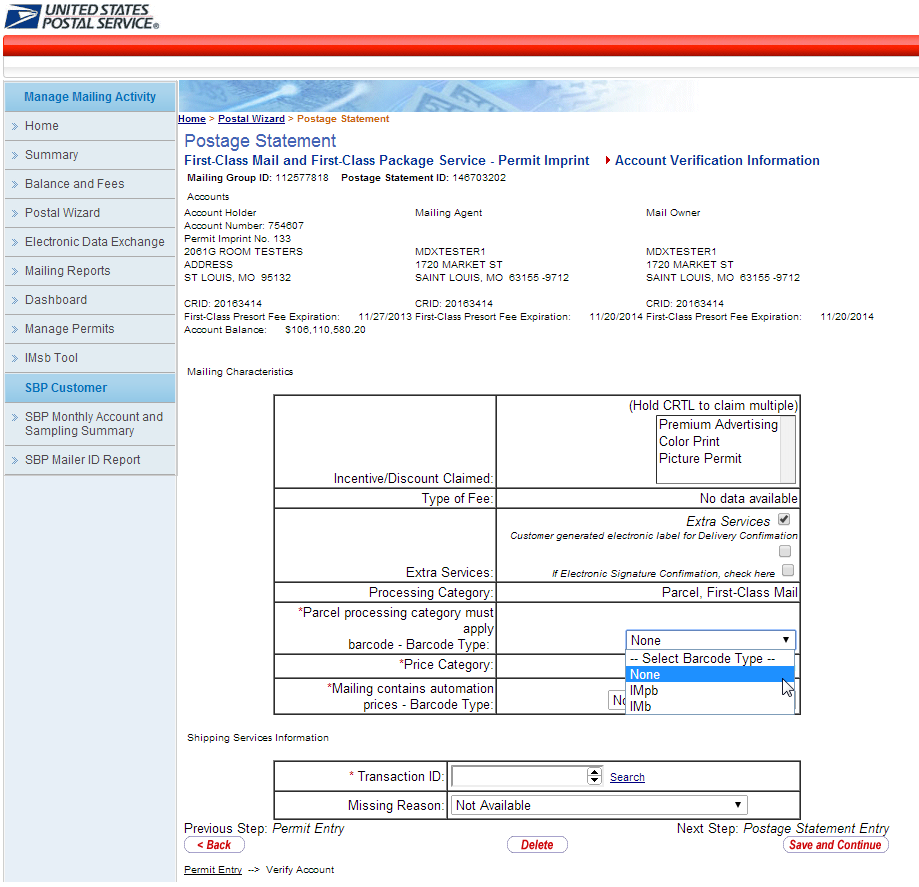 UNITED STATES
POSTAL SERVICE®
Manage Mailing Activity
» Home
» Summary
» Balance and Fees
» Postal Wizard
» Electronic Data Exchange
» Mailing Reports
» Dashboard
» Manage Permits
» IMsb Tool
SBP Customer
» SBP Monthly Account and
Sampling Summary
» SBP Mailer ID Report
Home > Postal Wizard > Postage Statement
Postage Statement
First-Class Mail and First-Class Package Service - Permit Imprint Account Verification Information
Mailing Group ID: 112577818 Postage Statement ID: 146703202
Accounts
Account Holder Mailing Agent Mail Owner
Account Number: 754607
Permit Imprint No. 133
2061G ROOM TESTERS MDXTESTER1 MDXTESTER1
ADDRESS 1720 MARKET ST 1720 MARKET ST
ST LOUIS, MO 95132 SAINT LOUIS, MO 63155 -9712 SAINT LOUIS, MO 63155 -9712
CRID: 20163414 CRID: 20163414 CRID: 20163414
First-Class Presort Fee Expiration: 11/27/2013 First-Class Presort Fee Expiration: 11/20/2014 First-Class Presort Fee Expiration: 11/20/2014
Account Balance: $106,110,580.20
Mailing Characteristics
(Hold CRTL to claim multiple)
Premium Advertising
Color Print
Picture Permit
Incentive/Discount Claimed:
Type of Fee: No data available
Extra Services
Customer generated electronic label for Delivery Confimation
Extra Services: If Electronic Signature Confimation, check here
Processing Category: Parcel, First-Class Mail
*Parcel processing category must
apply
barcode - Barcode Type: None
-- Select Barcode Type --
None
IMpb
IMb
*Price Category:
*Mailing contains automation
prices - Barcode Type:
Shipping Services Information
* Transaction ID: Search
Missing Reason: Not Available
Previous Step: Permit Entry Next Step: Postage Statement Entry
< Back Delete Save and Continue
Permit Entry --> Verify Account